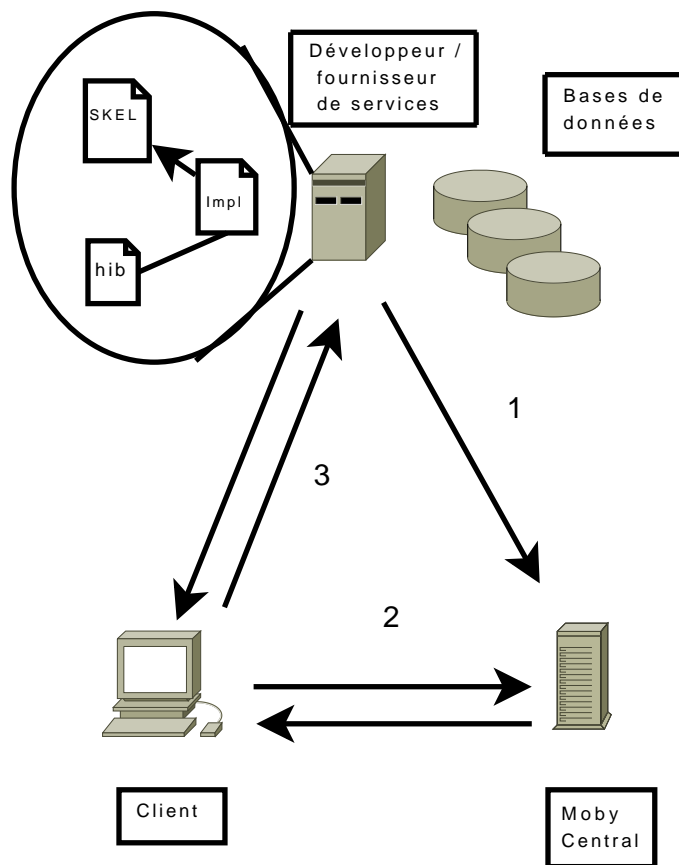 Développeur /
fournisseur
de services
Bases de
données
SKEL
Impl
hib
1
3
2
Client
Moby
Central